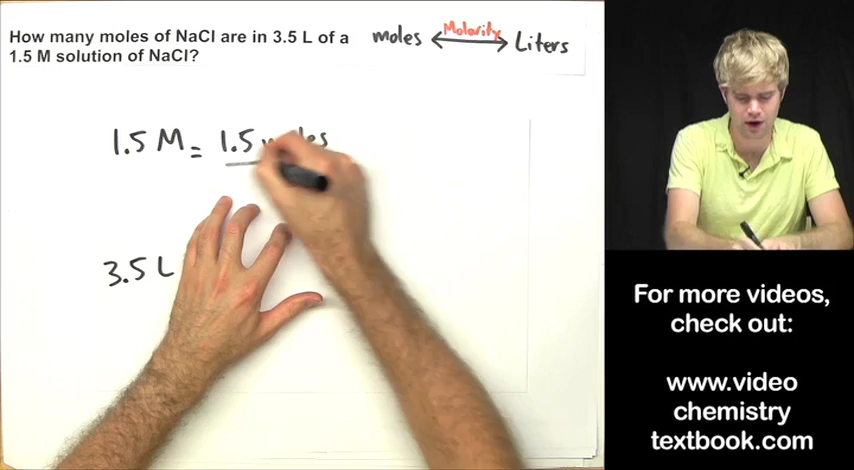 How many moles of NaCl are in 3.5 L of a
1.5 M solution of NaCl?
moles Molarity Liters
1.5 M = 1.5 moles
3.5 L
For more videos,
check out:
www.video
chemistry
textbook.com